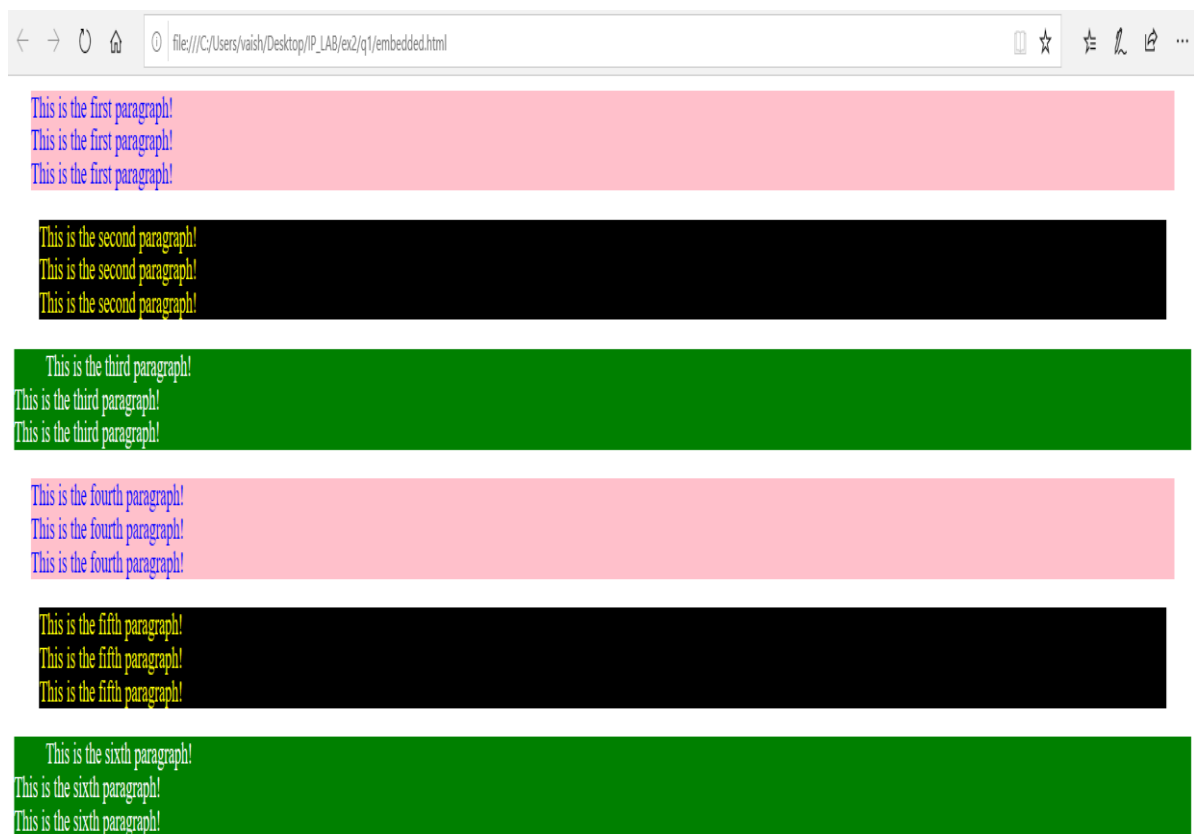 file:///C:/Users/vaish/Desktop/IP_LAB/ex2/q1/embedded.html
This is the first paragraph!
This is the first paragraph!
This is the first paragraph!
This is the second paragraph!
This is the second paragraph!
This is the second paragraph!
This is the third paragraph!
This is the third paragraph!
This is the third paragraph!
This is the fourth paragraph!
This is the fourth paragraph!
This is the fourth paragraph!
This is the fifth paragraph!
This is the fifth paragraph!
This is the fifth paragraph!
This is the sixth paragraph!
This is the sixth paragraph!
This is the sixth paragraph!